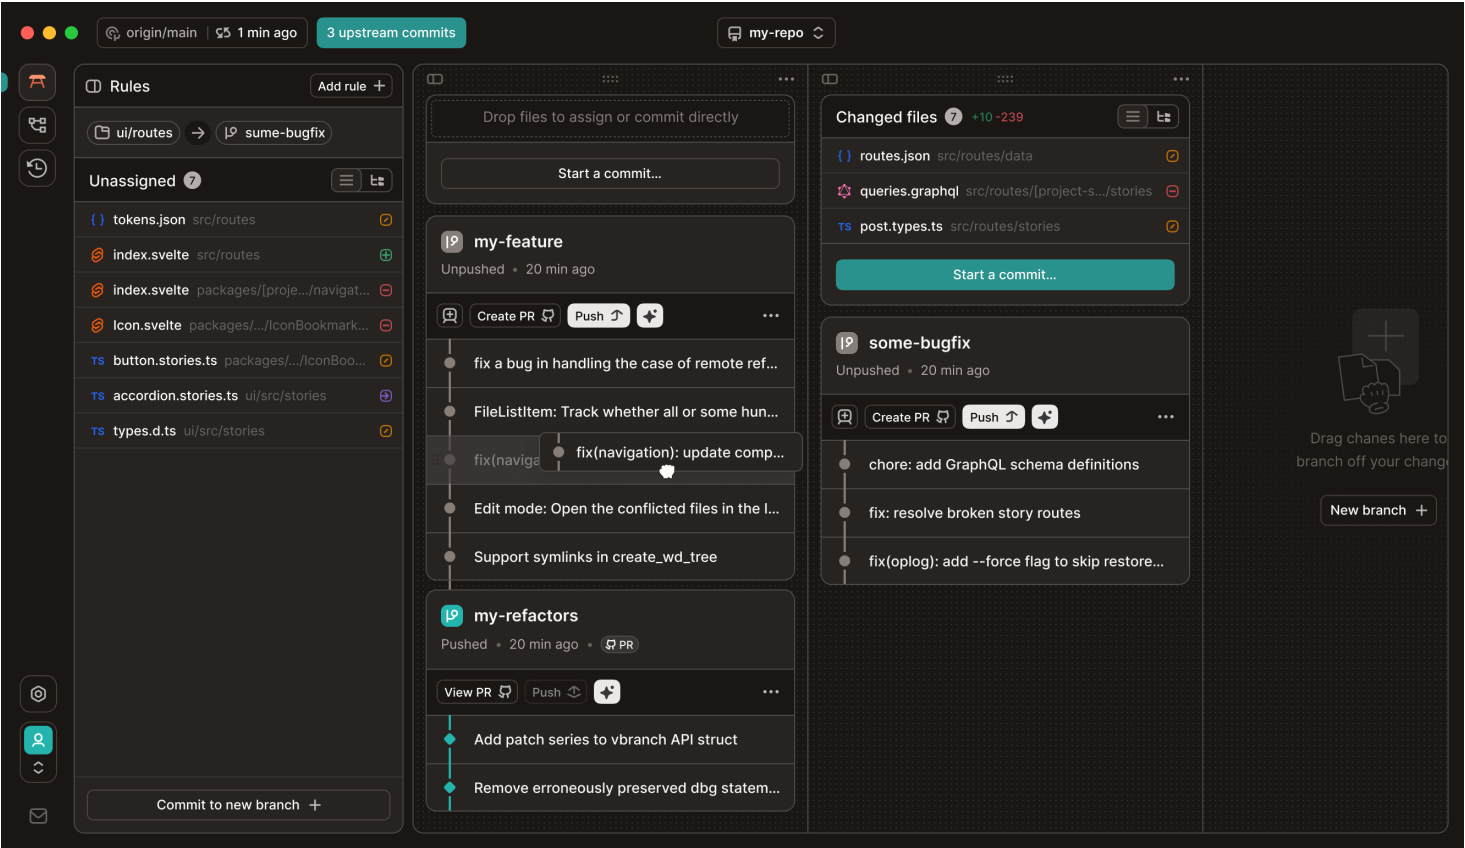 origin/main 1 min ago 3 upstream commits my-repo
Rules Add rule
ui/routes sume-bugfix
Unassigned 7
{ } tokens.json src/routes
index.svelte src/routes
index.svelte packages/[proje.../navigat...
Icon.svelte packages/.../IconBookmark...
TS button.stories.ts packages/.../IconBoo...
TS accordion.stories.ts ui/src/stories
TS types.d.ts ui/src/stories
Commit to new branch
Drop files to assign or commit directly
Start a commit...
my-feature
Unpushed • 20 min ago
Create PR Push
fix a bug in handling the case of remote ref...
FileListItem: Track whether all or some hun...
fix(naviga
fix(navigation): update comp...
Edit mode: Open the conflicted files in the I...
Support symlinks in create_wd_tree
my-refactors
Pushed • 20 min ago • PR
View PR Push
Add patch series to vbranch API struct
Remove erroneously preserved dbg statem...
Changed files 7 +10 -239
{ } routes.json src/routes/data
queries.graphql src/routes/[project-s.../stories
TS post.types.ts src/routes/stories
Start a commit...
some-bugfix
Unpushed • 20 min ago
Create PR Push
chore: add GraphQL schema definitions
fix: resolve broken story routes
fix(oplog): add --force flag to skip restore...
Drag chanes here to
branch off your chang
New branch